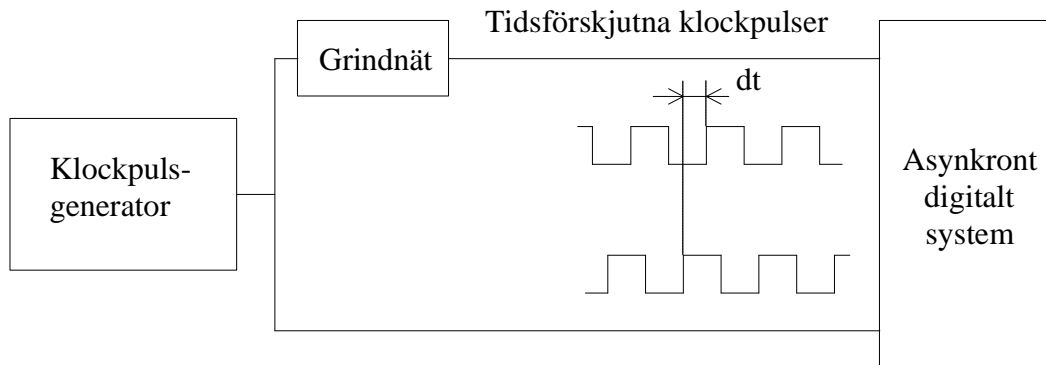 Tidsförskjutna klockpulser
Grindnät
dt
Klockpuls-
generator
Asynkront
digitalt
system